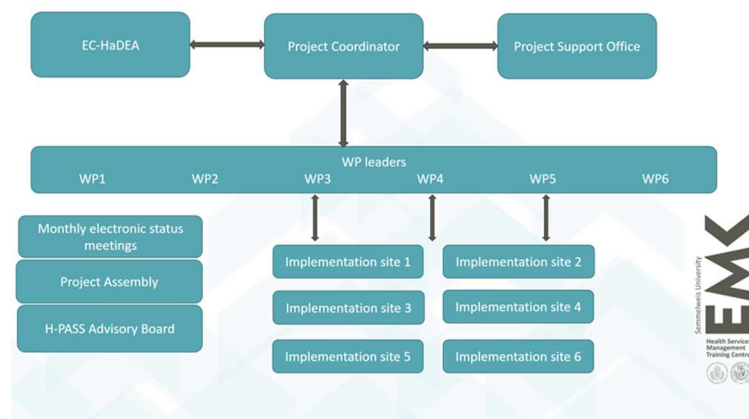 EC-HaDEA
Project Coordinator
Project Support Office
WP leaders
WP1 WP2 WP3 WP4 WP5 WP6
Monthly electronic status
meetings
Project Assembly
H-PASS Advisory Board
Implementation site 1
Implementation site 2
Implementation site 3
Implementation site 4
Implementation site 5
Implementation site 6
Semmelweis University
EMK
Health Services
Management
Training Centre